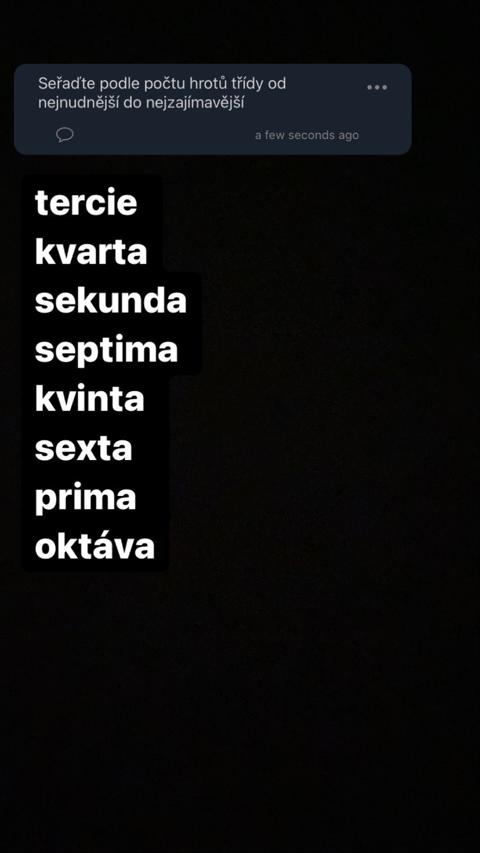 Seřaďte podle počtu hrotů třídy od
nejnudnější do nejzajímavější
a few seconds ago
tercie
kvarta
sekunda
septima
kvinta
sexta
prima
oktáva